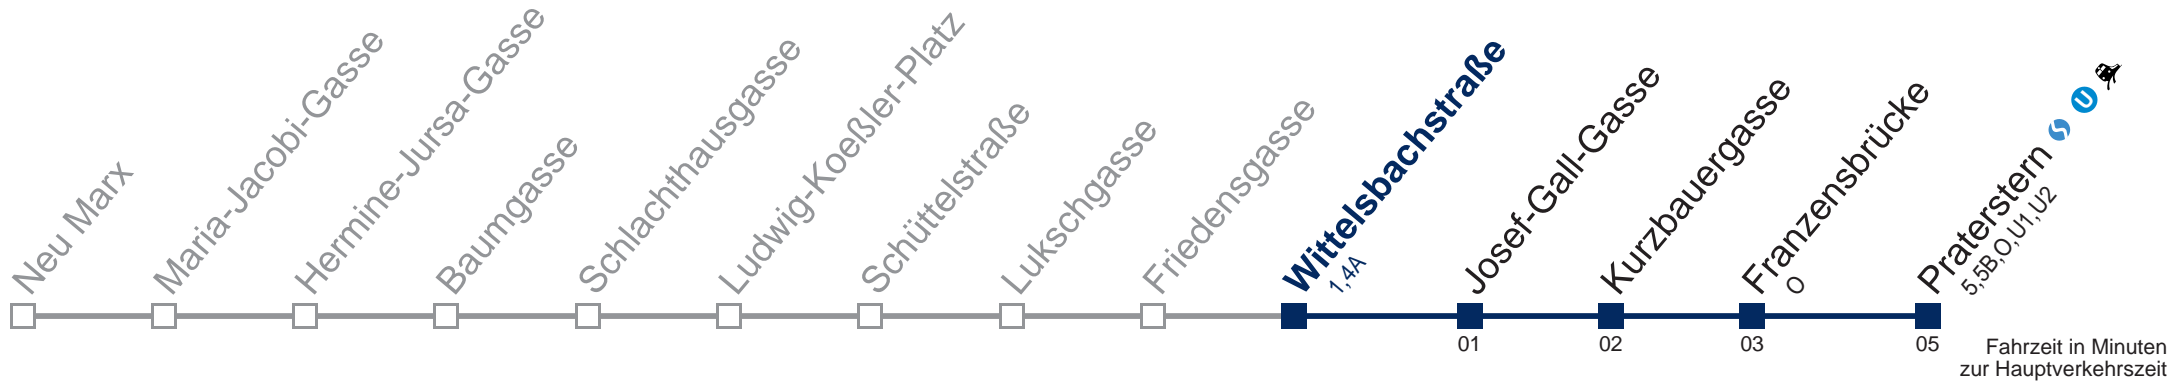 Neu Marx
Maria-Jacobi-Gasse
Hermine-Jursa-Gasse
Baumgasse
Schlachthausgasse
Ludwig-Koeßler-Platz
Schüttelstraße
Lukschgasse
Friedensgasse
Wittelsbachstraße
1,4A
Josef-Gall-Gasse
Kurzbauergasse
Franzensbrücke
O
Praterstern S U
5,5B,O,U1,U2
01
02
03
05
Fahrzeit in Minuten
zur Hauptverkehrszeit